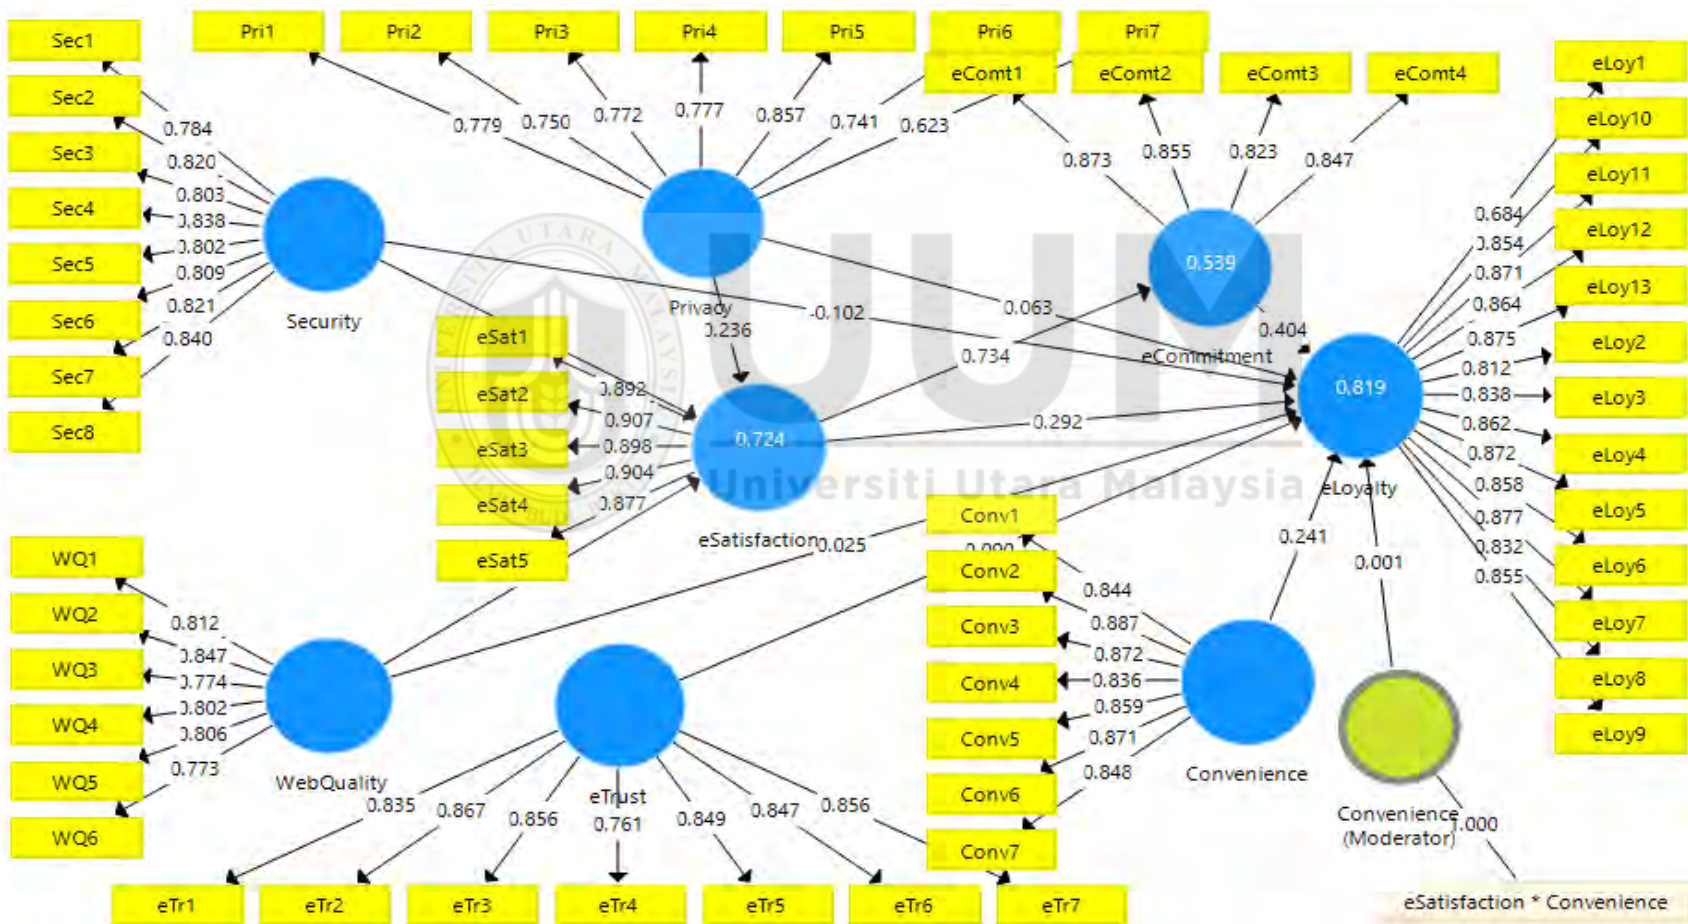 Sec1
Sec2
Sec3
Sec4
Sec5
Sec6
Sec7
Sec8
0.784
0.820
0.803
0.838
0.802
0.809
0.821
0.840
Security
Pri1
Pri2
Pri3
Pri4
Pri5
Pri6
Pri7
0.779
0.750
0.772
0.777
0.857
0.741
0.623
Privacy
eComt1
eComt2
eComt3
eComt4
0.873
0.855
0.823
0.847
0.539
eCommitment
eLoy1
eLoy10
eLoy11
eLoy12
eLoy13
eLoy2
eLoy3
eLoy4
eLoy5
eLoy6
eLoy7
eLoy8
eLoy9
0.684
0.854
0.871
0.864
0.875
0.812
0.838
0.862
0.872
0.858
0.877
0.832
0.855
0.819
eLoyalty
-0.102
0.063
0.236
0.734
0.404
0.292
eSat1
eSat2
eSat3
eSat4
eSat5
0.892
0.907
0.898
0.904
0.877
0.724
eSatisfaction
0.025
0.241
0.001
UUM
Universiti Utara Malaysia
UNIVERSITI UTARA MALAYSIA
WQ1
WQ2
WQ3
WQ4
WQ5
WQ6
0.812
0.847
0.774
0.802
0.806
0.773
WebQuality
eTrust
0.835
0.867
0.856
0.761
0.849
0.847
0.856
eTr1
eTr2
eTr3
eTr4
eTr5
eTr6
eTr7
Conv1
Conv2
Conv3
Conv4
Conv5
Conv6
Conv7
0.844
0.887
0.872
0.836
0.859
0.871
0.848
Convenience
Convenience
(Moderator)
1.000
eSatisfaction * Convenience